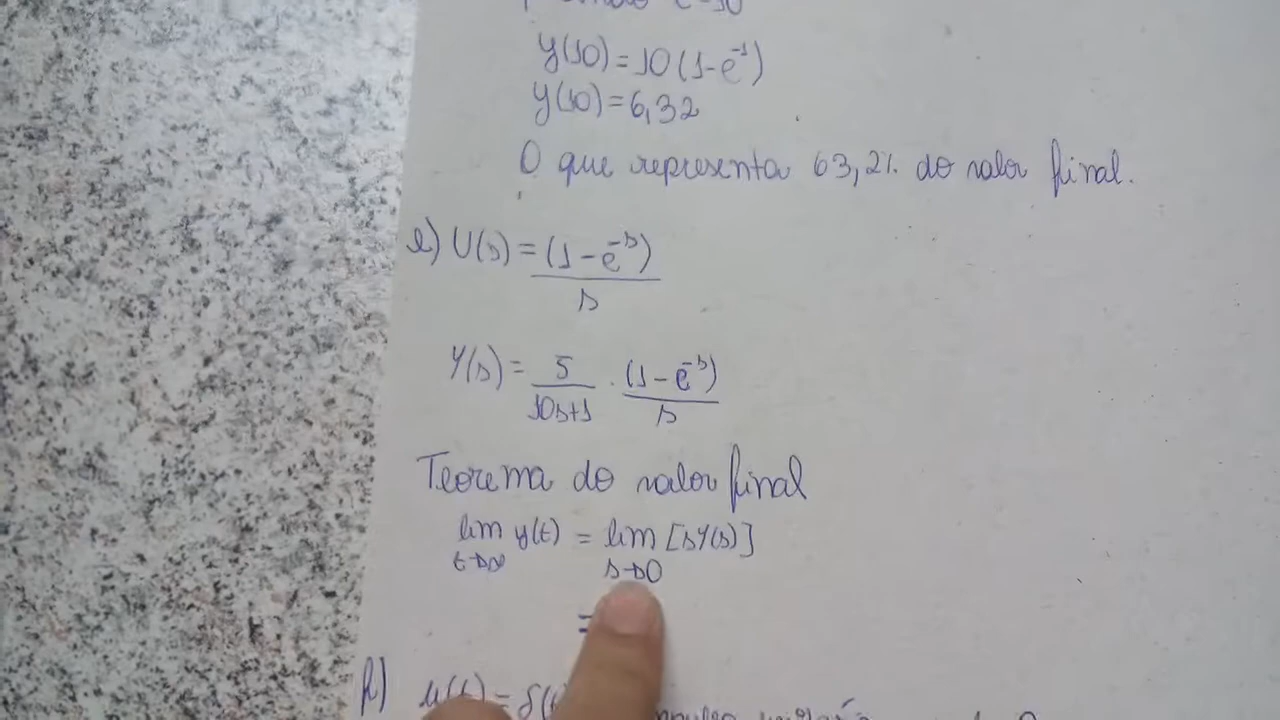 y(10)=10(1-e^-1)
y(10)=6,32
O que representa 63,2% do valor final.
e) U(s) = (1-e^-s)/s
Y(s) = 5/(10s+1) · (1-e^-s)/s
Teorema do valor final
lim t→∞ y(t) = lim s→0 [sY(s)]
=
f) u(t) = δ(t